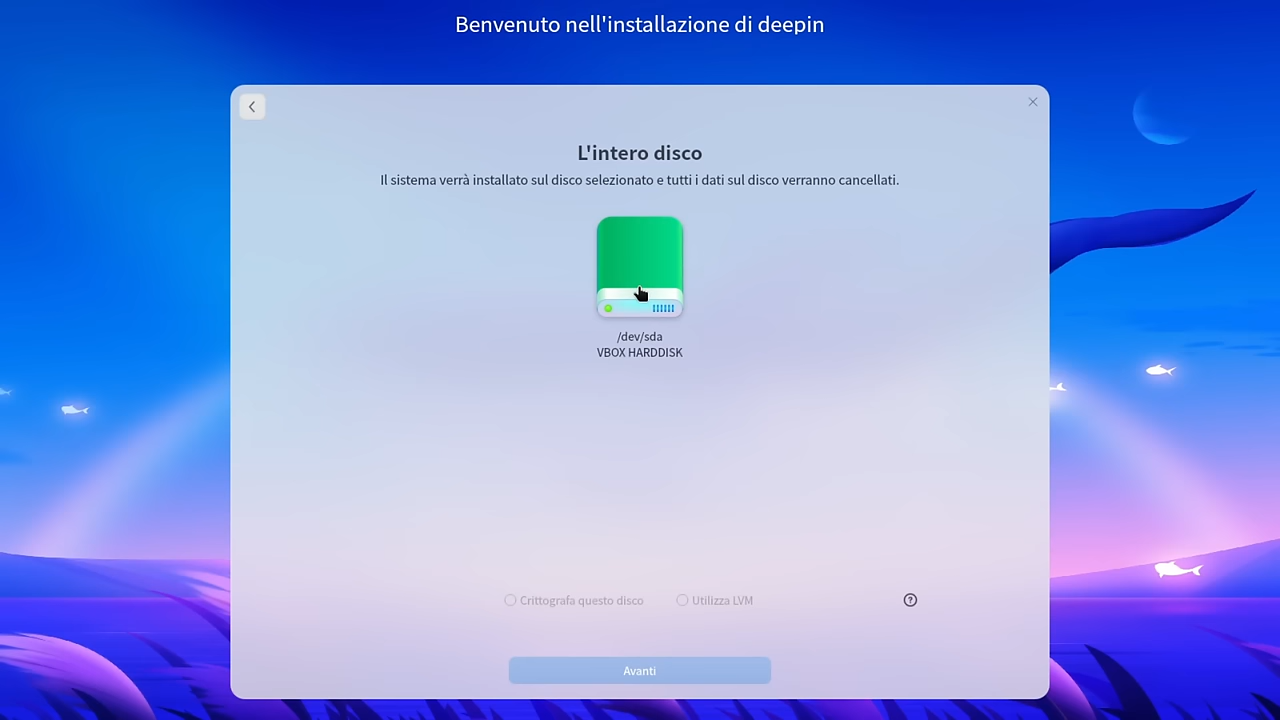 Benvenuto nell'installazione di deepin
L'intero disco
Il sistema verrà installato sul disco selezionato e tutti i dati sul disco verranno cancellati.
/dev/sda
VBOX HARDDISK
Crittografa questo disco
Utilizza LVM
Avanti